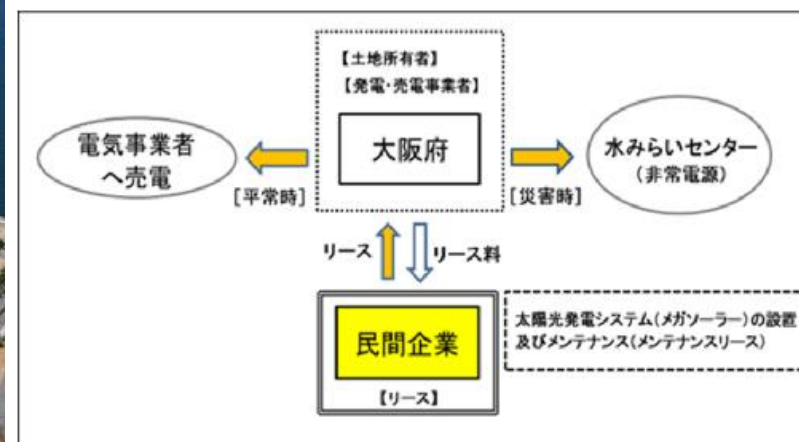 【土地所有者】
【発電・売電事業者】
大阪府
電気事業者
へ売電
[平常時]
水みらいセンター
(非常電源)
[災害時]
リース
リース料
民間企業
【リース】
太陽光発電システム(メガソーラー)の設置
及びメンテナンス(メンテナンスリース)